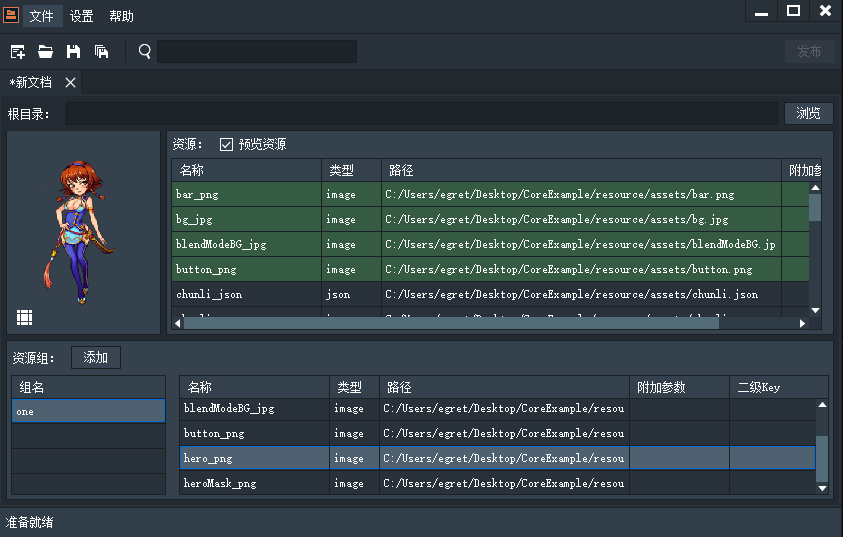 文件 设置 帮助
发布
*新文档
根目录： 浏览
资源： 预览资源
名称 类型 路径 附加参
bar_png image C:/Users/egret/Desktop/CoreExample/resource/assets/bar.png
bg_jpg image C:/Users/egret/Desktop/CoreExample/resource/assets/bg.jpg
blendModeBG_jpg image C:/Users/egret/Desktop/CoreExample/resource/assets/blendModeBG.jp
button_png image C:/Users/egret/Desktop/CoreExample/resource/assets/button.png
chunli_json json C:/Users/egret/Desktop/CoreExample/resource/assets/chunli.json
资源组： 添加
组名
one
名称 类型 路径 附加参数 二级Key
blendModeBG_jpg image C:/Users/egret/Desktop/CoreExample/resou
button_png image C:/Users/egret/Desktop/CoreExample/resou
hero_png image C:/Users/egret/Desktop/CoreExample/resou
heroMask_png image C:/Users/egret/Desktop/CoreExample/resou
准备就绪